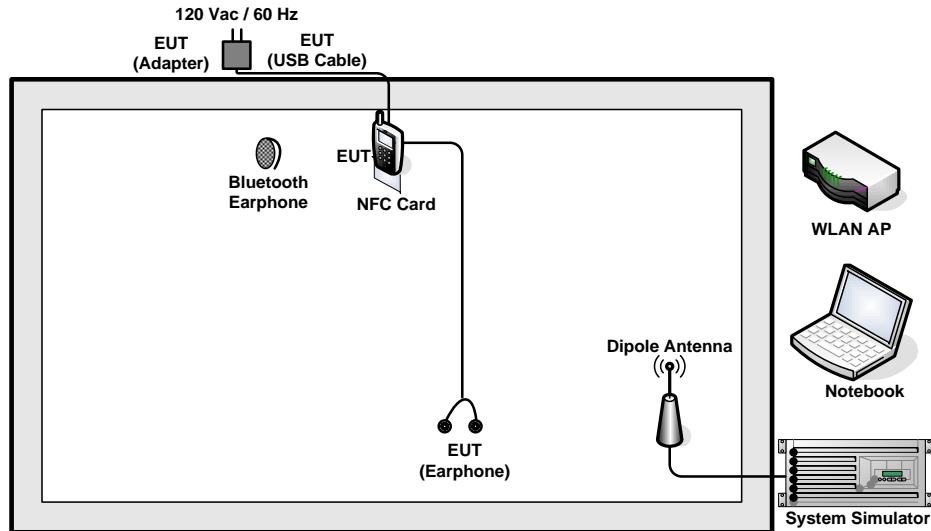 120 Vac / 60 Hz
EUT
(Adapter)
EUT
(USB Cable)
EUT
Bluetooth
Earphone
NFC Card
WLAN AP
Dipole Antenna
Notebook
EUT
(Earphone)
System Simulator